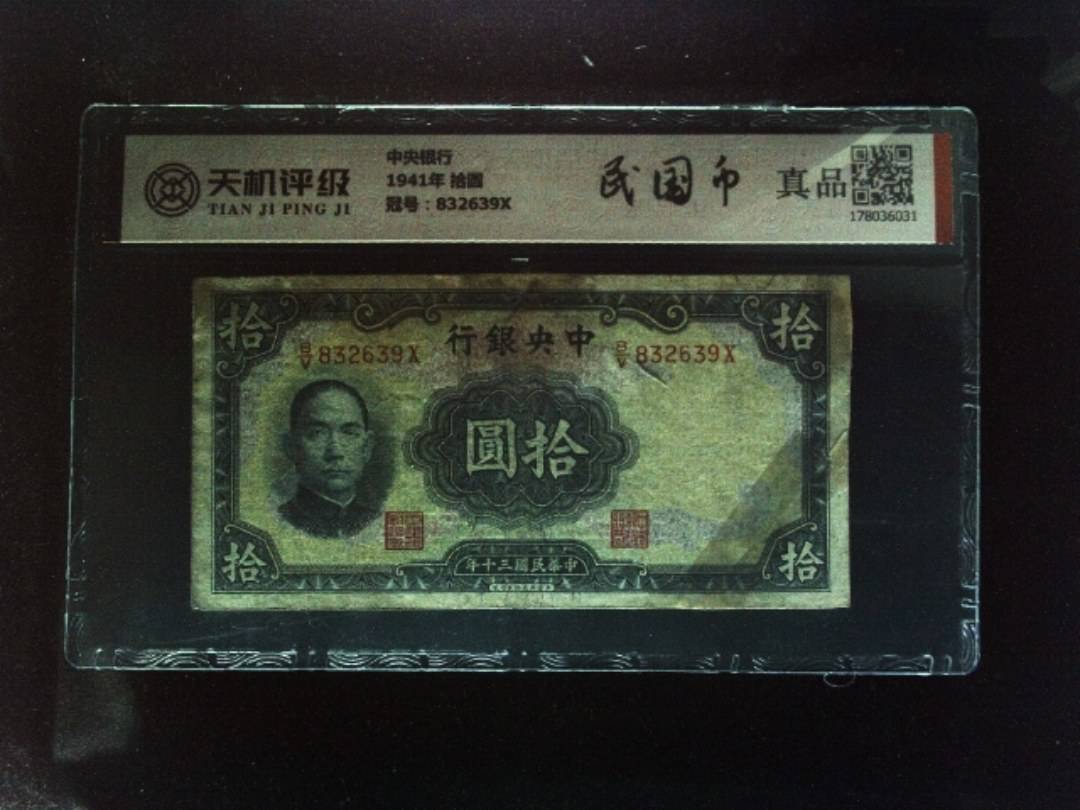 天机评级
TIAN JI PING JI
中央银行
1941年 拾圆
冠号：832639X
民国币
真品
178036031
拾
行銀央中
拾
B/V 832639X
B/V 832639X
圓拾
拾
年十三國民華中
拾